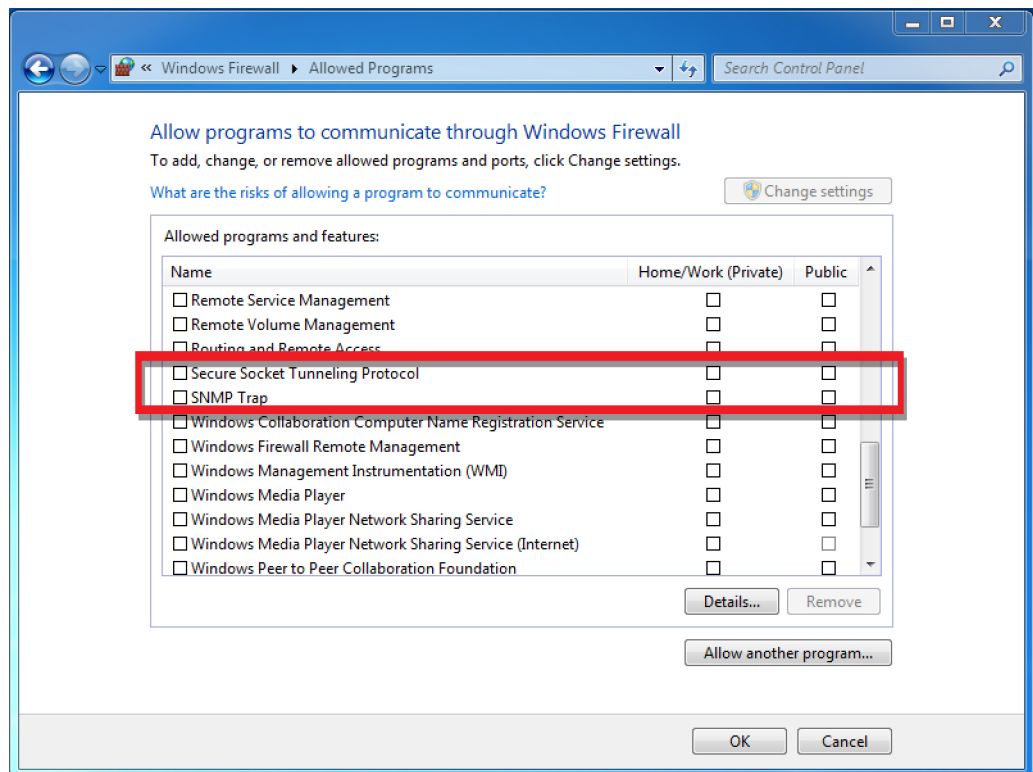 « Windows Firewall ▸ Allowed Programs Search Control Panel
Allow programs to communicate through Windows Firewall
To add, change, or remove allowed programs and ports, click Change settings.
What are the risks of allowing a program to communicate? Change settings
Allowed programs and features:
Name Home/Work (Private) Public
Remote Service Management
Remote Volume Management
Routing and Remote Access
Secure Socket Tunneling Protocol
SNMP Trap
Windows Collaboration Computer Name Registration Service
Windows Firewall Remote Management
Windows Management Instrumentation (WMI)
Windows Media Player
Windows Media Player Network Sharing Service
Windows Media Player Network Sharing Service (Internet)
Windows Peer to Peer Collaboration Foundation
Details... Remove
Allow another program...
OK Cancel